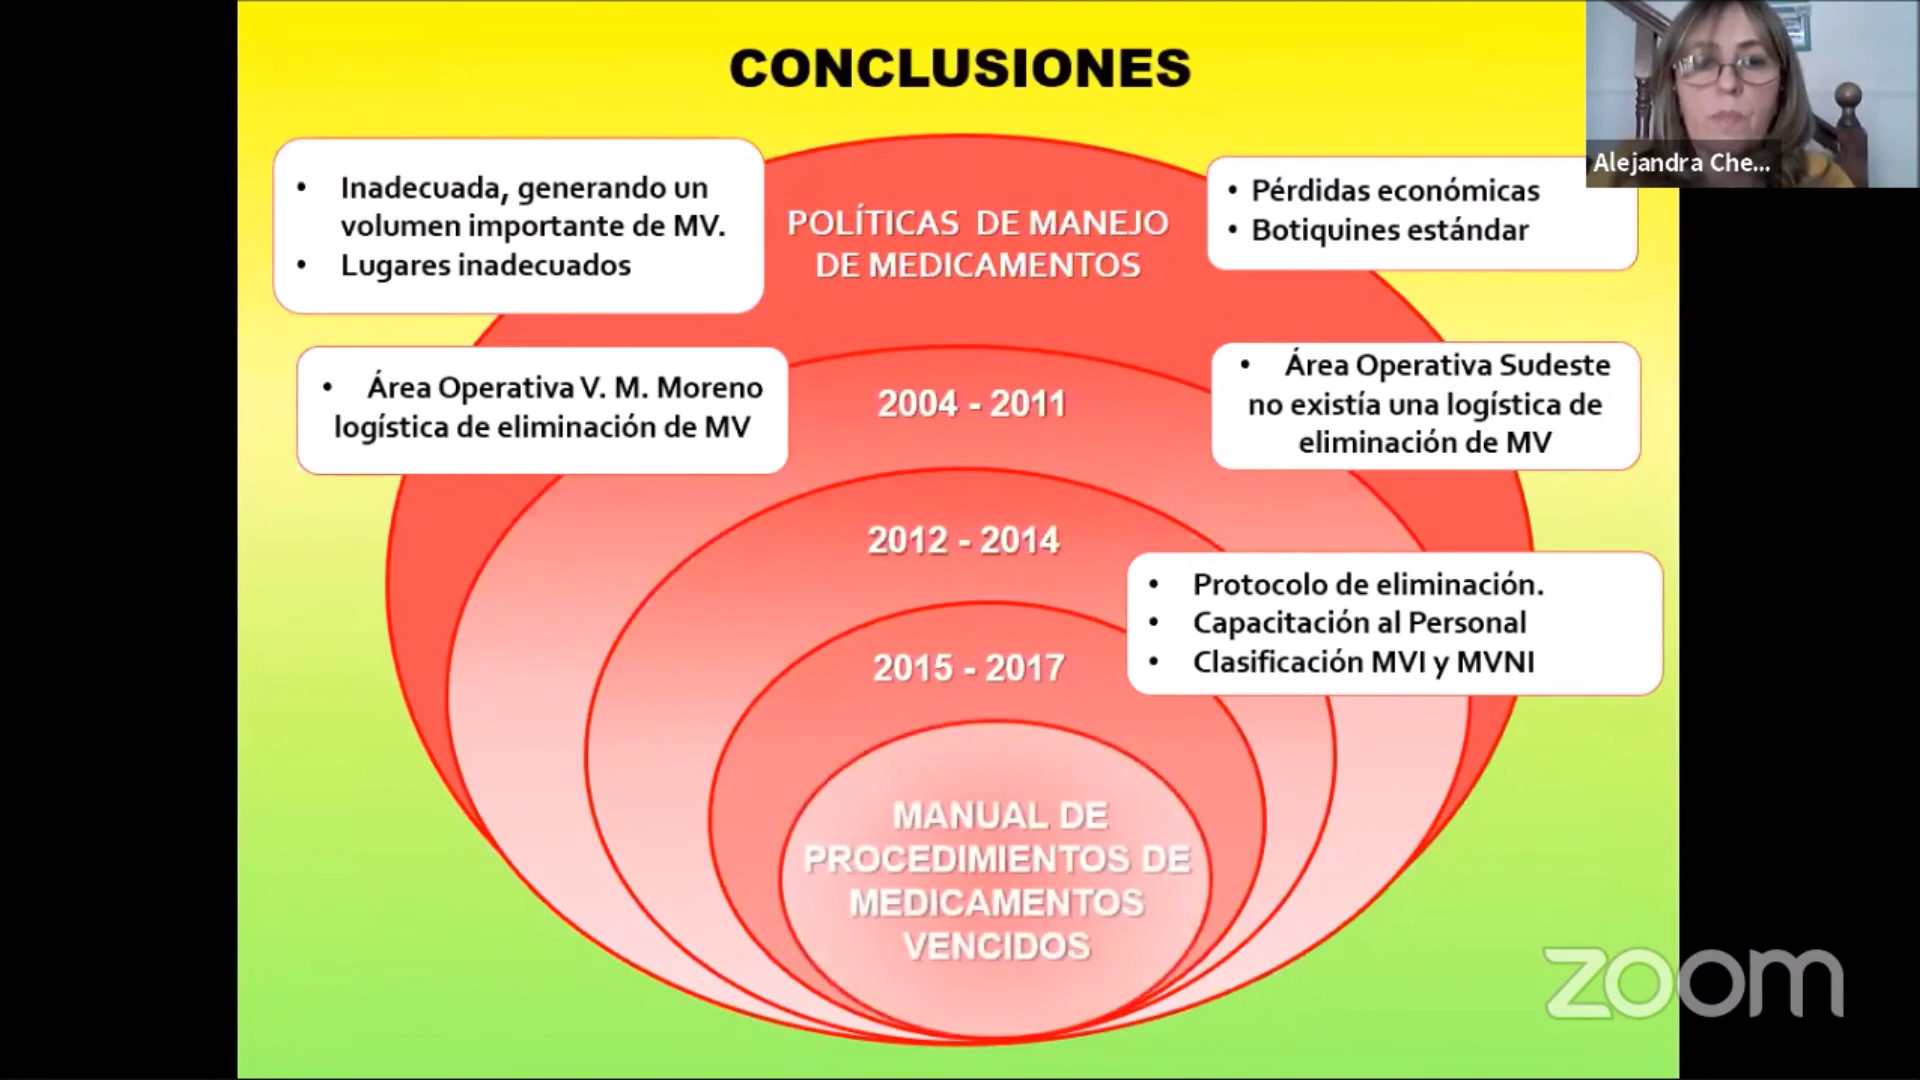 CONCLUSIONES
Alejandra Che...
• Inadecuada, generando un
volumen importante de MV.
• Lugares inadecuados
POLÍTICAS DE MANEJO
DE MEDICAMENTOS
• Pérdidas económicas
• Botiquines estándar
• Área Operativa V. M. Moreno
logística de eliminación de MV
2004 - 2011
• Área Operativa Sudeste
no existía una logística de
eliminación de MV
2012 - 2014
• Protocolo de eliminación.
• Capacitación al Personal
• Clasificación MVI y MVNI
2015 - 2017
MANUAL DE
PROCEDIMIENTOS DE
MEDICAMENTOS
VENCIDOS
zoom